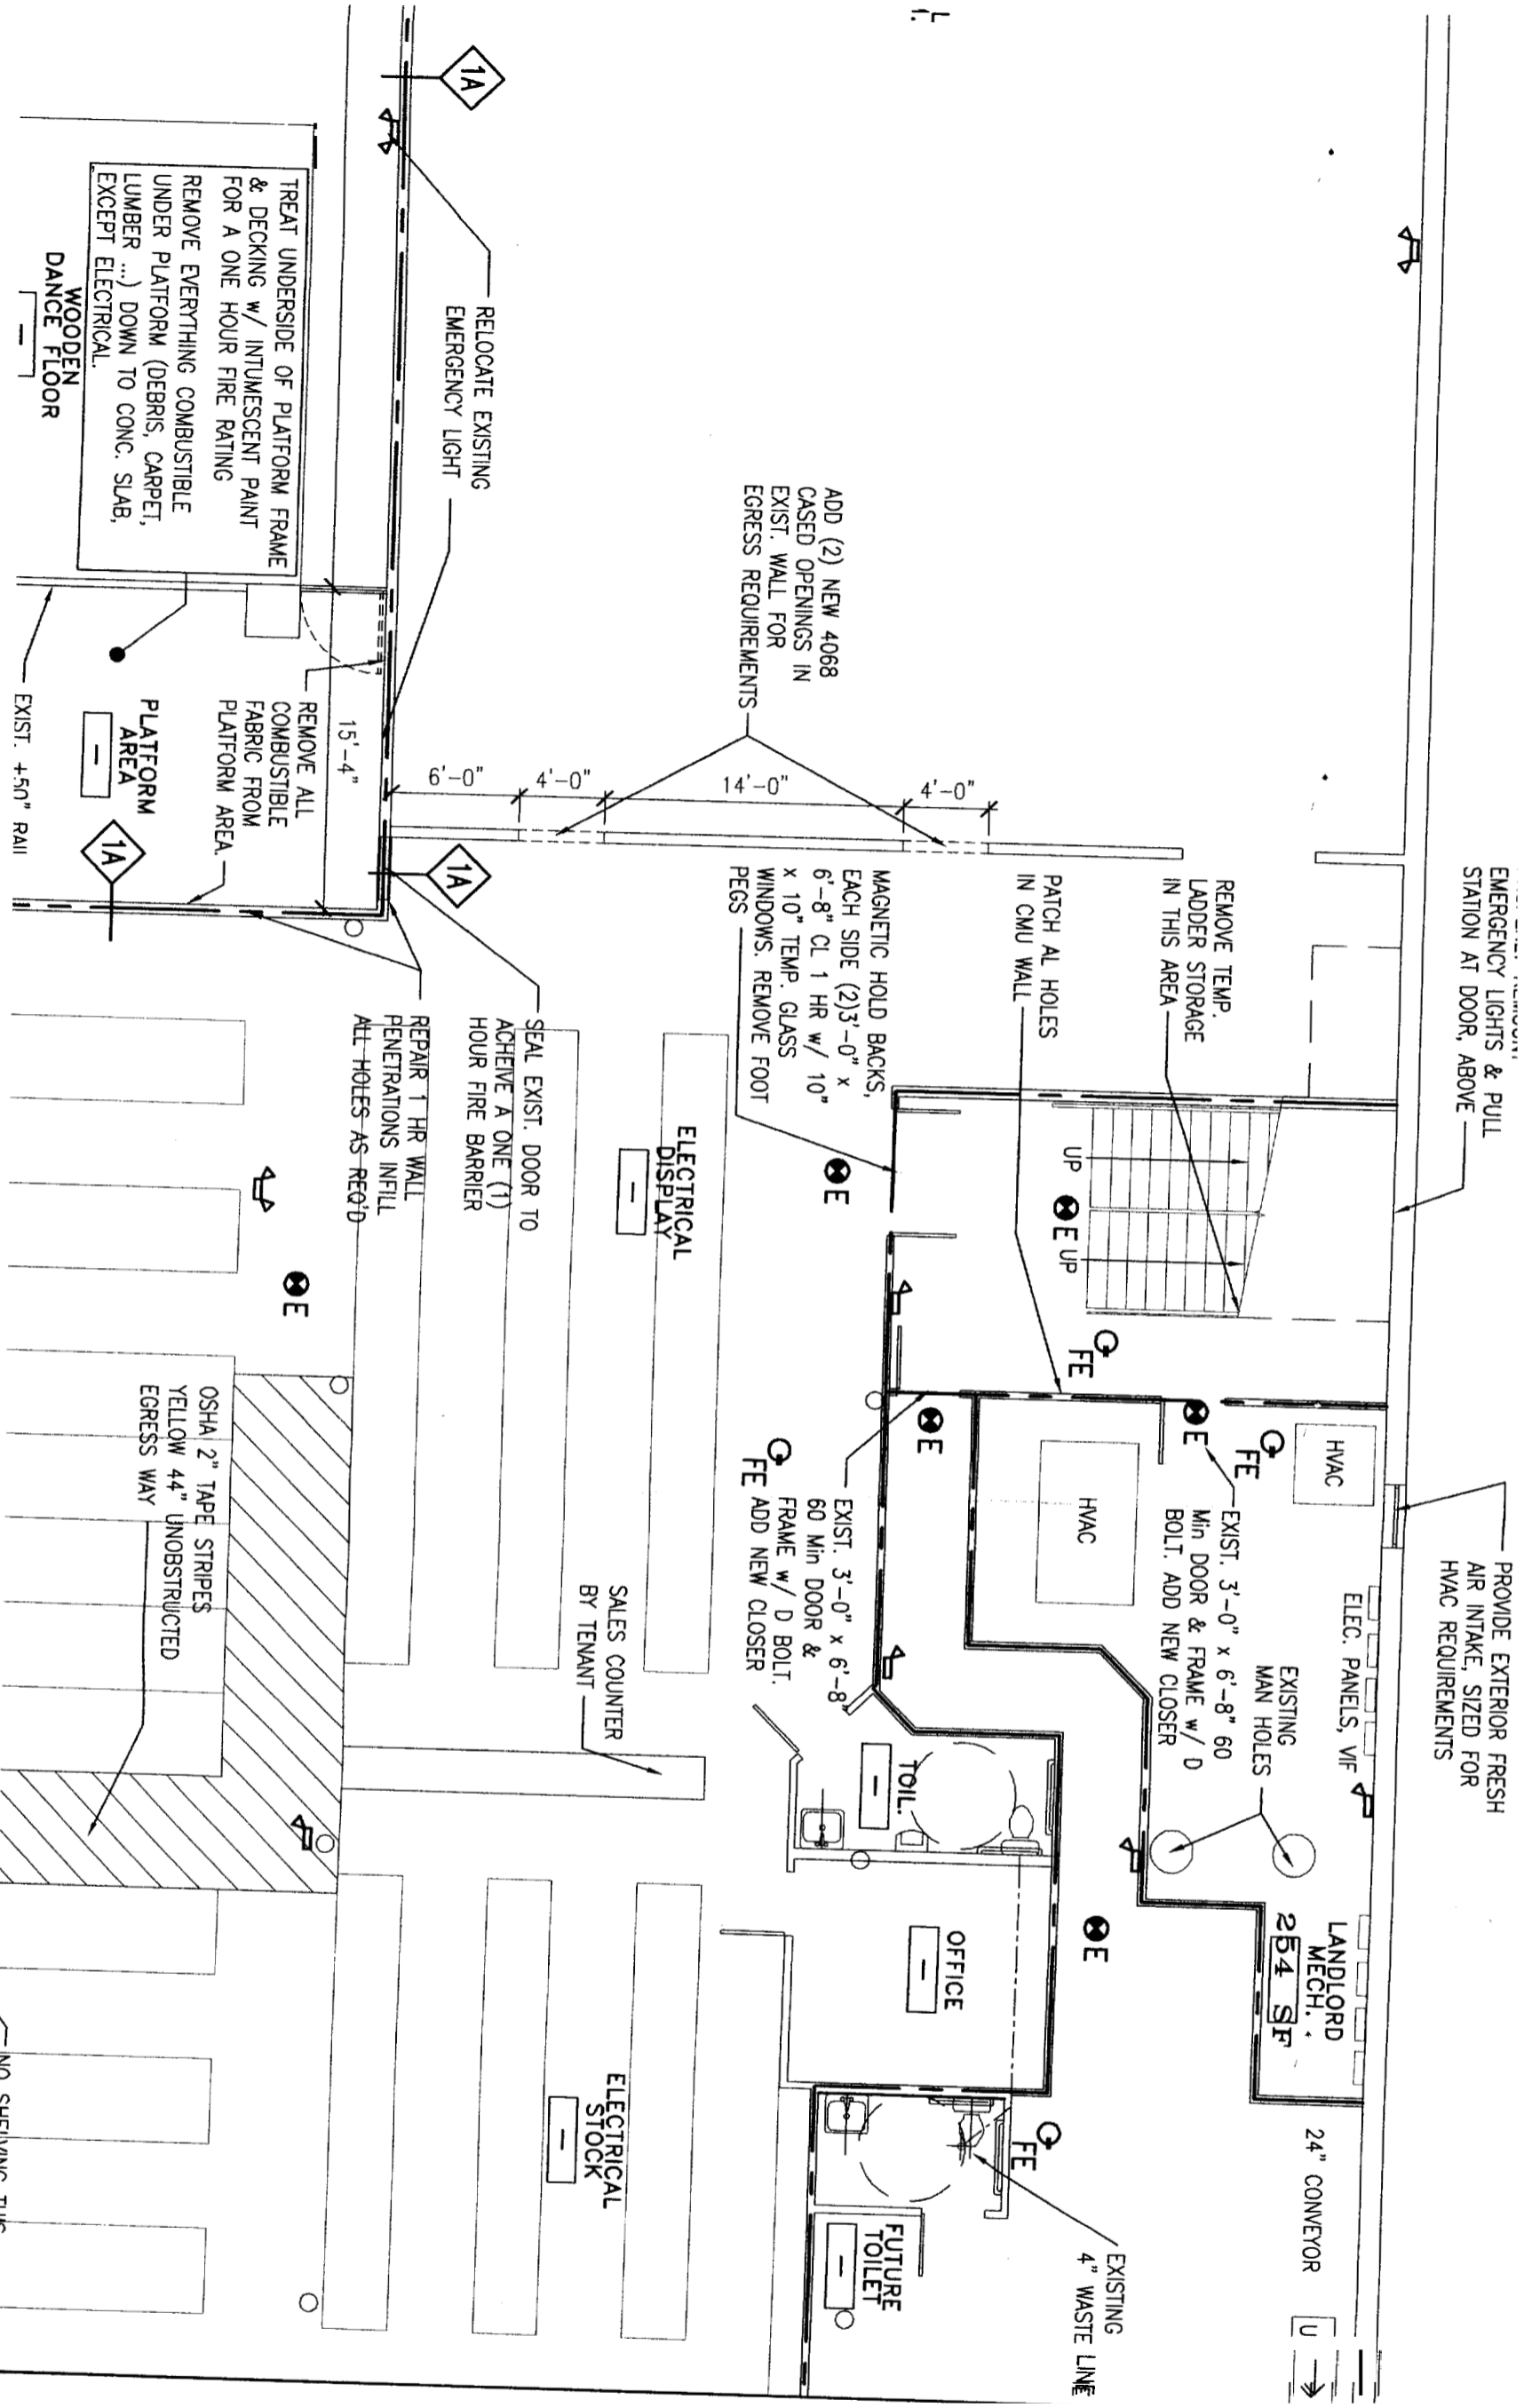 EMERGENCY LIGHTS & PULL
STATION AT DOOR, ABOVE
PROVIDE EXTERIOR FRESH
AIR INTAKE, SIZED FOR
HVAC REQUIREMENTS
REMOVE TEMP.
LADDER STORAGE
IN THIS AREA
PATCH AL HOLES
IN CMU WALL
MAGNETIC HOLD BACKS,
EACH SIDE (2)3'-0" x
6'-8" CL 1 HR w/ 10"
x 10" TEMP. GLASS
WINDOWS. REMOVE FOOT
PEGS
UP
UP
E
E
FE
HVAC
HVAC
FE
E
E
ELEC. PANELS, VIF
EXISTING
MAN HOLES
EXIST. 3'-0" x 6'-8" 60
Min DOOR & FRAME w/ D
BOLT. ADD NEW CLOSER
EXIST. 3'-0" x 6'-8"
60 Min DOOR &
FRAME w/ D BOLT.
ADD NEW CLOSER
FE
LANDLORD
MECH.
254 SF
24" CONVEYOR
U
E
TOIL.
OFFICE
FE
EXISTING
4" WASTE LINE
FUTURE
TOILET
ADD (2) NEW 4068
CASED OPENINGS IN
EXIST. WALL FOR
EGRESS REQUIREMENTS
6'-0"
4'-0"
14'-0"
4'-0"
1A
RELOCATE EXISTING
EMERGENCY LIGHT
TREAT UNDERSIDE OF PLATFORM FRAME
& DECKING w/ INTUMESCENT PAINT
FOR A ONE HOUR FIRE RATING
REMOVE EVERYTHING COMBUSTIBLE
UNDER PLATFORM (DEBRIS, CARPET,
LUMBER ...) DOWN TO CONC. SLAB,
EXCEPT ELECTRICAL.
WOODEN
DANCE FLOOR
15'-4"
REMOVE ALL
COMBUSTIBLE
FABRIC FROM
PLATFORM AREA.
PLATFORM
AREA
EXIST. +50" RAIL
1A
1A
SEAL EXIST. DOOR TO
ACHEIVE A ONE (1)
HOUR FIRE BARRIER
REPAIR 1 HR WALL
PENETRATIONS INFILL
ALL HOLES AS REQ'D
ELECTRICAL
DISPLAY
E
SALES COUNTER
BY TENANT
OSHA 2" TAPE STRIPES
YELLOW 44" UNOBSTRUCTED
EGRESS WAY
ELECTRICAL
STOCK
NO SHELVING THIS